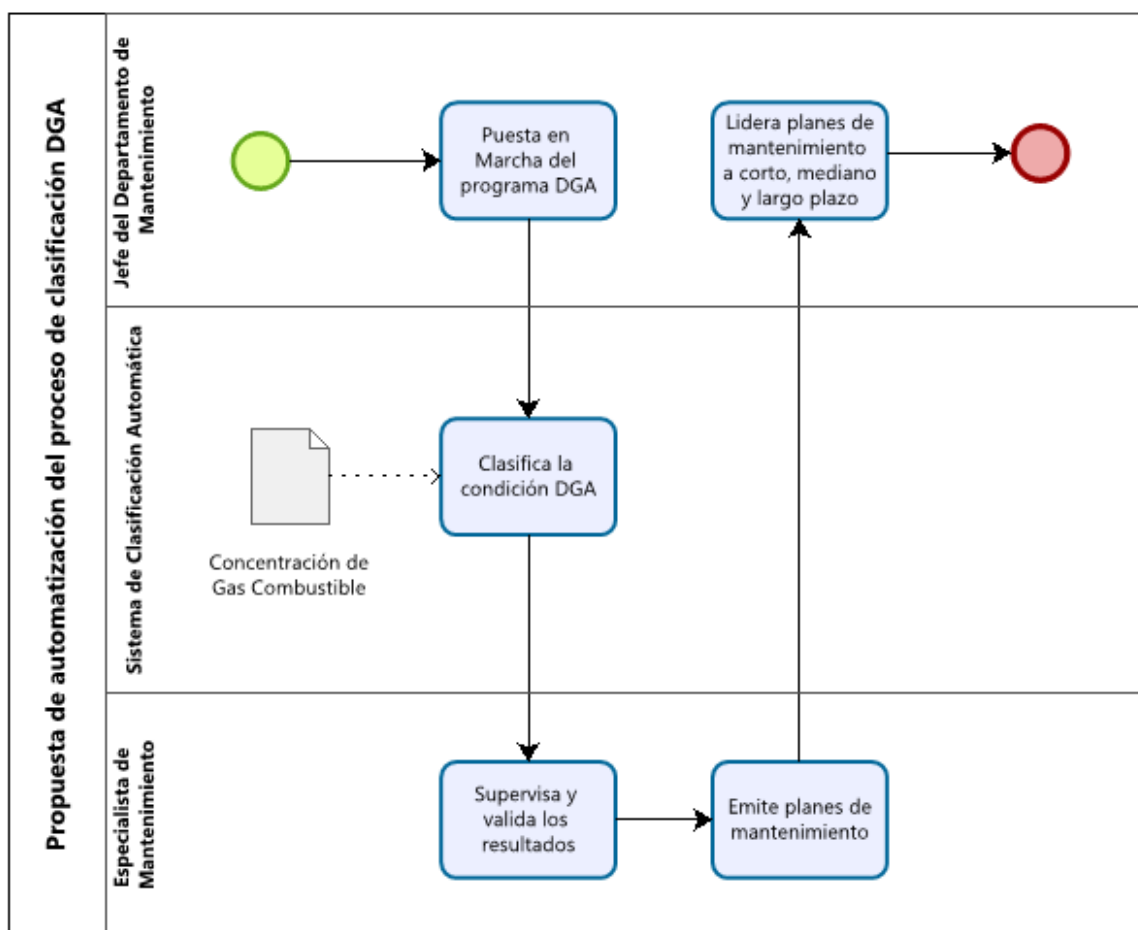 Propuesta de automatización del proceso de clasificación DGA
Jefe del Departamento de
Mantenimiento
Puesta en
Marcha del
programa DGA
Lidera planes de
mantenimiento
a corto, mediano
y largo plazo
Sistema de Clasificación Automática
Concentración de
Gas Combustible
Clasifica la
condición DGA
Especialista de
Mantenimiento
Supervisa y
valida los
resultados
Emite planes de
mantenimiento